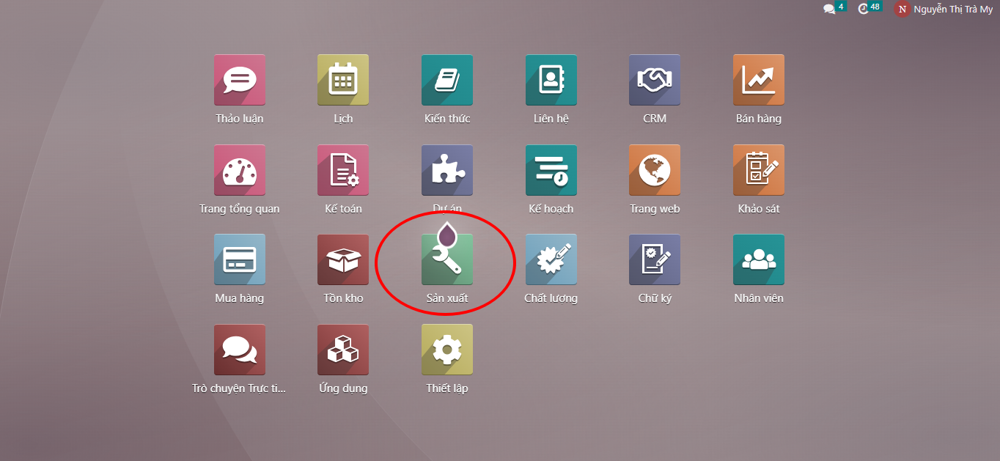 4 48 N Nguyễn Thị Trà My
Thảo luận Lịch Kiến thức Liên hệ CRM Bán hàng
Trang tổng quan Kế toán Dự án Kế hoạch Trang web Khảo sát
Mua hàng Tồn kho Sản xuất Chất lượng Chữ ký Nhân viên
Trò chuyện Trực ti... Ứng dụng Thiết lập